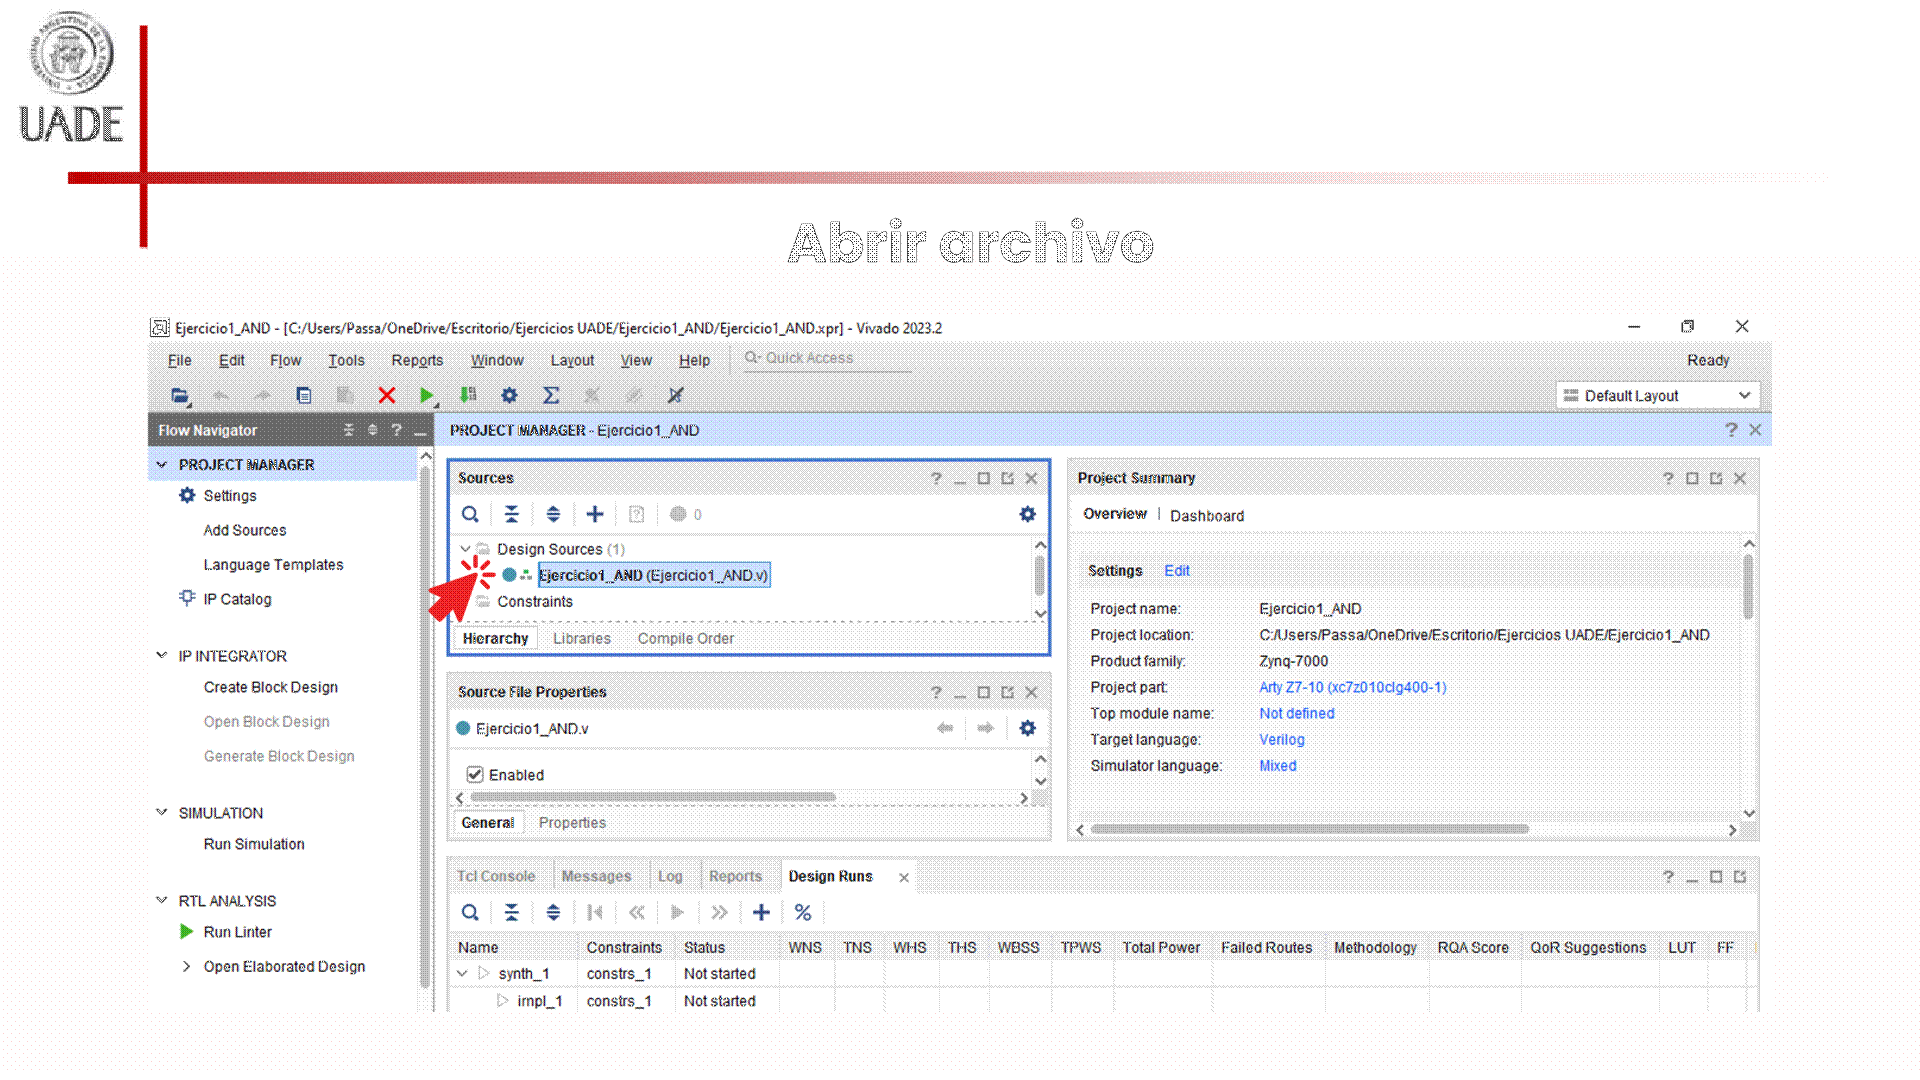 UADE
Abrir archivo
Ejercicio1_AND - [C:/Users/Passa/OneDrive/Escritorio/Ejercicios UADE/Ejercicio1_AND/Ejercicio1_AND.xpr] - Vivado 2023.2
File Edit Flow Tools Reports Window Layout View Help Quick Access Ready
Default Layout
Flow Navigator
PROJECT MANAGER
Settings
Add Sources
Language Templates
IP Catalog
IP INTEGRATOR
Create Block Design
Open Block Design
Generate Block Design
SIMULATION
Run Simulation
RTL ANALYSIS
Run Linter
Open Elaborated Design
PROJECT MANAGER - Ejercicio1_AND
Sources
0
Design Sources (1)
Ejercicio1_AND (Ejercicio1_AND.v)
Constraints
Hierarchy Libraries Compile Order
Source File Properties
Ejercicio1_AND.v
Enabled
General Properties
Project Summary
Overview | Dashboard
Settings Edit
Project name: Ejercicio1_AND
Project location: C:/Users/Passa/OneDrive/Escritorio/Ejercicios UADE/Ejercicio1_AND
Product family: Zynq-7000
Project part: Arty Z7-10 (xc7z010clg400-1)
Top module name: Not defined
Target language: Verilog
Simulator language: Mixed
Tcl Console Messages Log Reports Design Runs
Name Constraints Status WNS TNS WHS THS WBSS TPWS Total Power Failed Routes Methodology RQA Score QoR Suggestions LUT FF
synth_1 constrs_1 Not started
impl_1 constrs_1 Not started